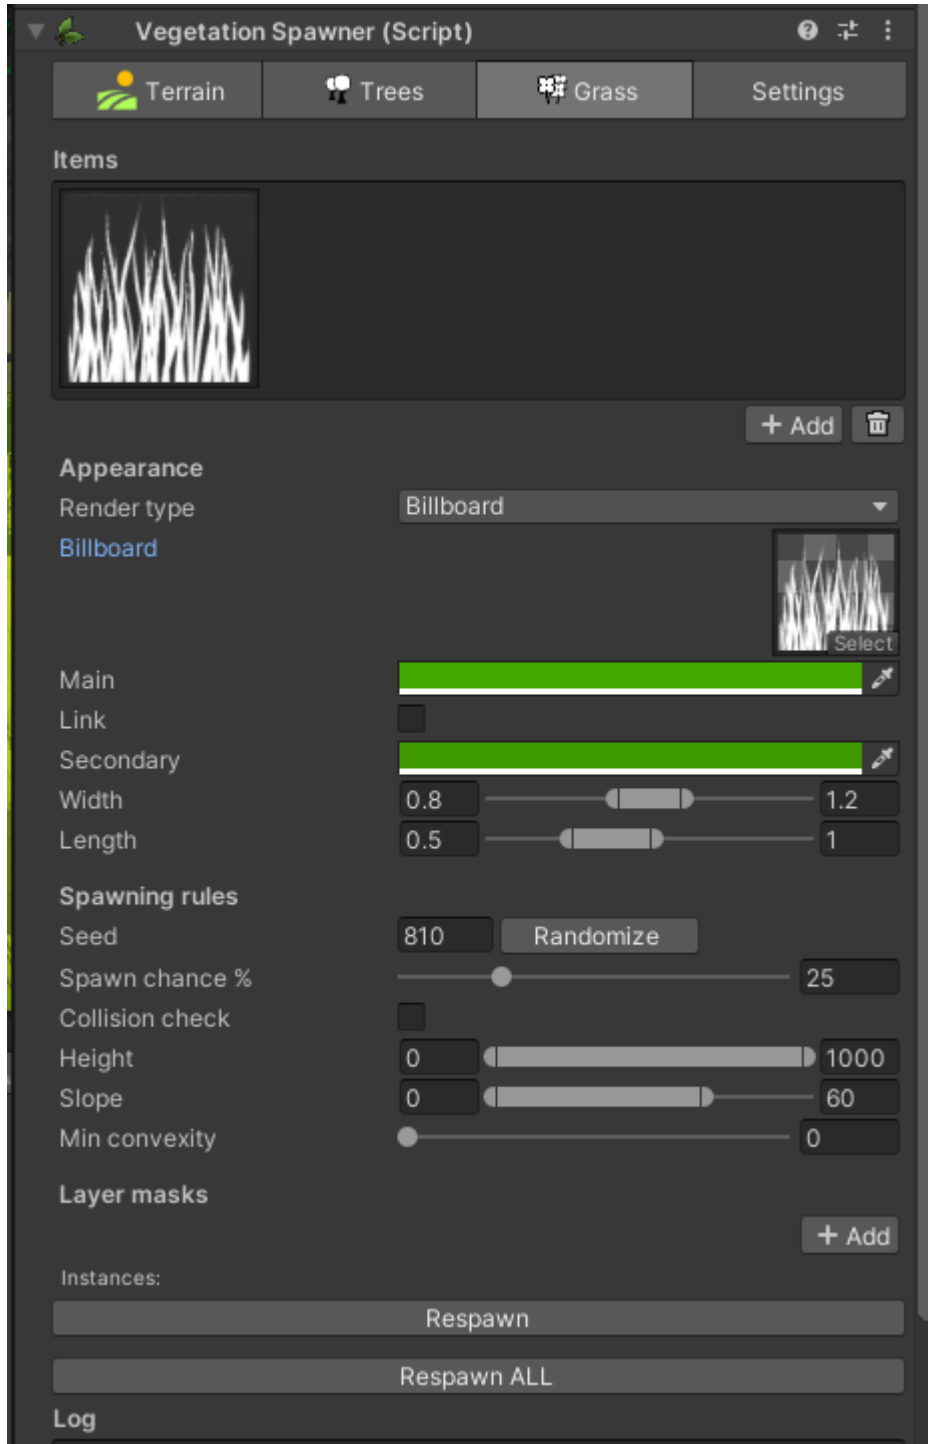 Vegetation Spawner (Script)
Terrain Trees Grass Settings
Items
+ Add
Appearance
Render type Billboard
Billboard
Select
Main
Link
Secondary
Width 0.8 1.2
Length 0.5 1
Spawning rules
Seed 810 Randomize
Spawn chance % 25
Collision check
Height 0 1000
Slope 0 60
Min convexity 0
Layer masks
+ Add
Instances:
Respawn
Respawn ALL
Log